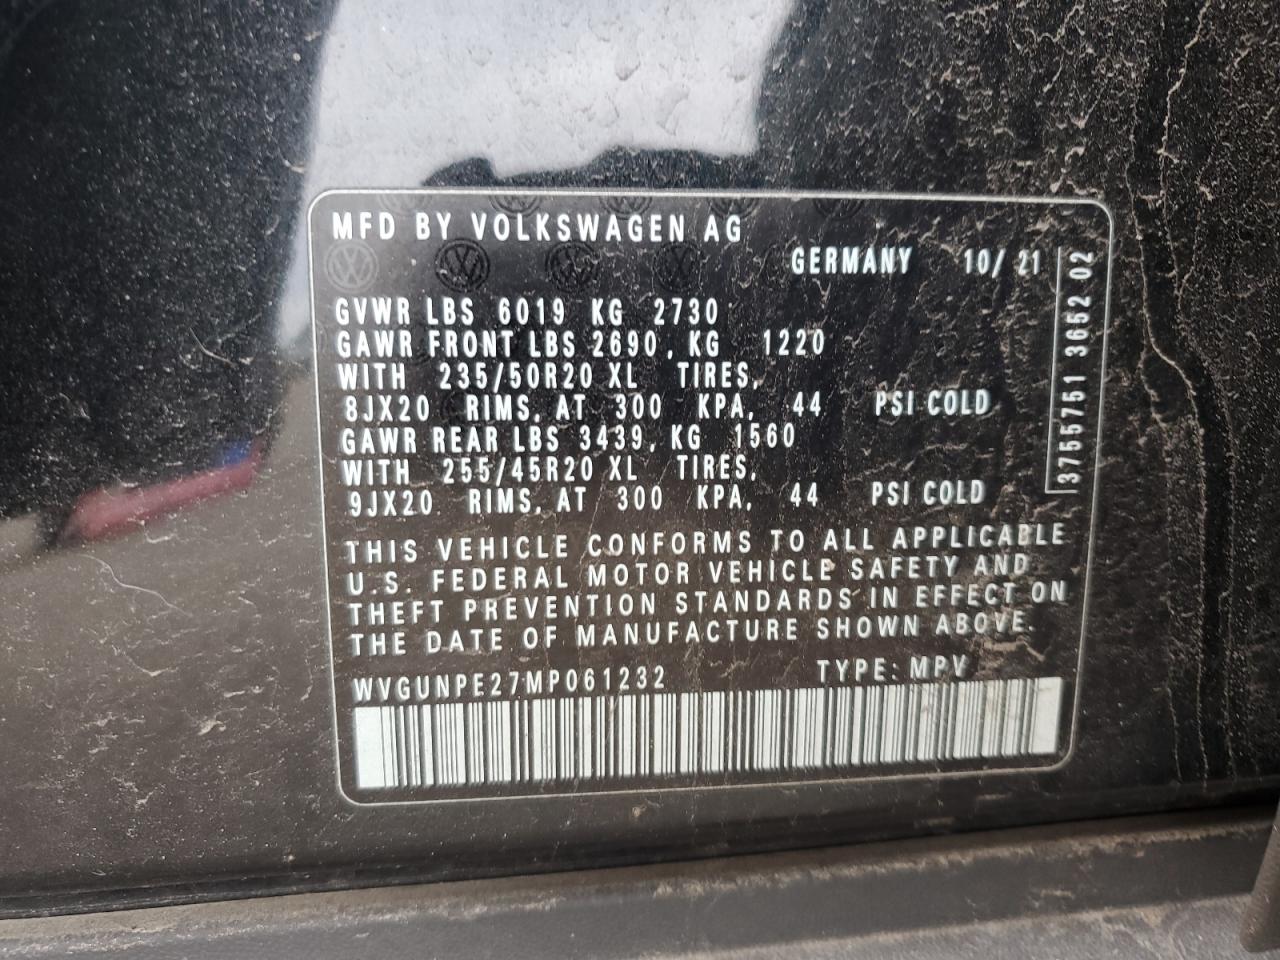 MFD BY VOLKSWAGEN AG
GERMANY 10/ 21
GVWR LBS 6019 KG 2730
GAWR FRONT LBS 2690, KG 1220
WITH 235/50R20 XL TIRES,
8JX20 RIMS, AT 300 KPA, 44 PSI COLD
GAWR REAR LBS 3439, KG 1560
WITH 255/45R20 XL TIRES,
9JX20 RIMS, AT 300 KPA, 44 PSI COLD
3755751 3652 02
THIS VEHICLE CONFORMS TO ALL APPLICABLE
U.S. FEDERAL MOTOR VEHICLE SAFETY AND
THEFT PREVENTION STANDARDS IN EFFECT ON
THE DATE OF MANUFACTURE SHOWN ABOVE.
WVGUNPE27MP061232 TYPE: MPV